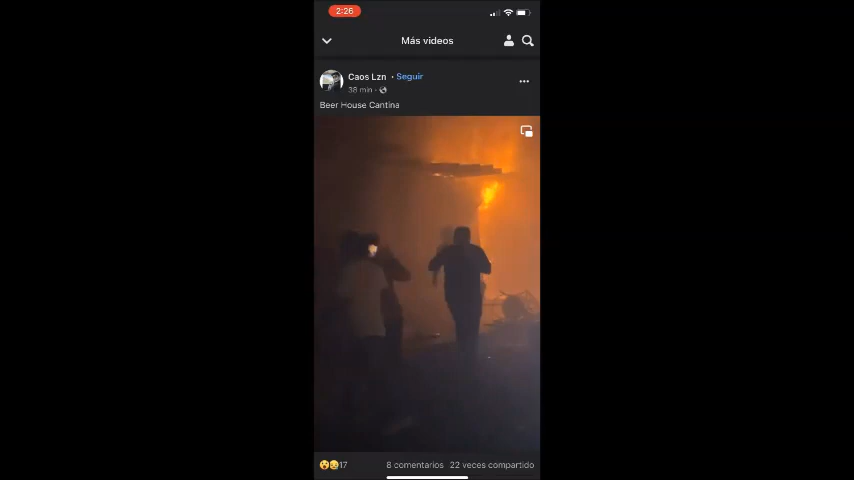 2:26
Más videos
Caos Lzn • Seguir
38 min •
Beer House Cantina
17
8 comentarios 22 veces compartido